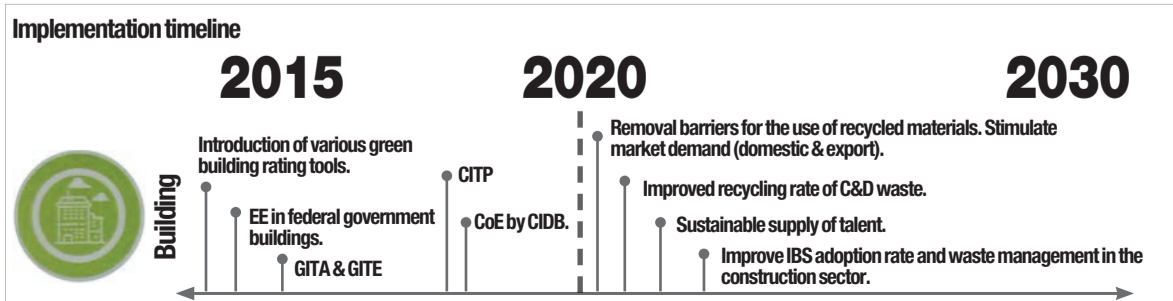 Implementation timeline
2015
2020
2030
Building
Introduction of various green
building rating tools.
EE in federal government
buildings.
GITA & GITE
CITP
CoE by CIDB.
Removal barriers for the use of recycled materials. Stimulate
market demand (domestic & export).
Improved recycling rate of C&D waste.
Sustainable supply of talent.
Improve IBS adoption rate and waste management in the
construction sector.